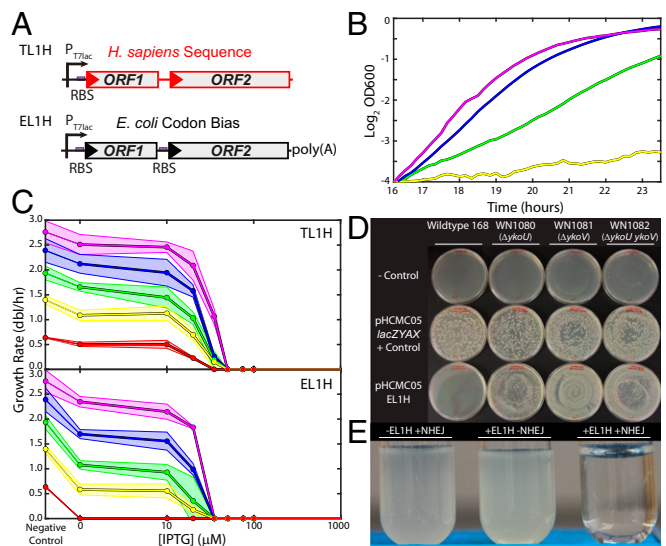 A
TL1H
P T7lac
H. sapiens Sequence
ORF1
ORF2
RBS
EL1H
P T7lac
E. coli Codon Bias
ORF1
ORF2
poly(A)
RBS
RBS
B
Log2 OD600
0
-1
-2
-3
-4
16
17
18
19
20
21
22
23
Time (hours)
C
Growth Rate (dbl/hr)
3.0
2.5
2.0
1.5
1.0
0.5
0.0
TL1H
3.0
2.5
2.0
1.5
1.0
0.5
0.0
EL1H
Negative Control
0
10
100
1000
[IPTG] (μM)
D
Wildtype 168
WN1080 (ΔykoU)
WN1081 (ΔykoV)
WN1082 (ΔykoU ykoV)
- Control
pHCMC05 lacZYAX + Control
pHCMC05 EL1H
E
-EL1H +NHEJ
+EL1H -NHEJ
+EL1H +NHEJ